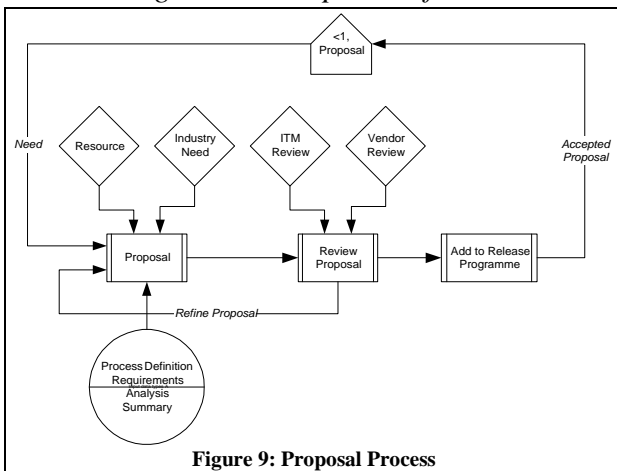 <1,
Proposal
Need
Resource
Industry
Need
ITM
Review
Vendor
Review
Accepted
Proposal
Proposal
Review
Proposal
Add to Release
Programme
Refine Proposal
Process Definition
Requirements
Analysis
Summary
Figure 9: Proposal Process